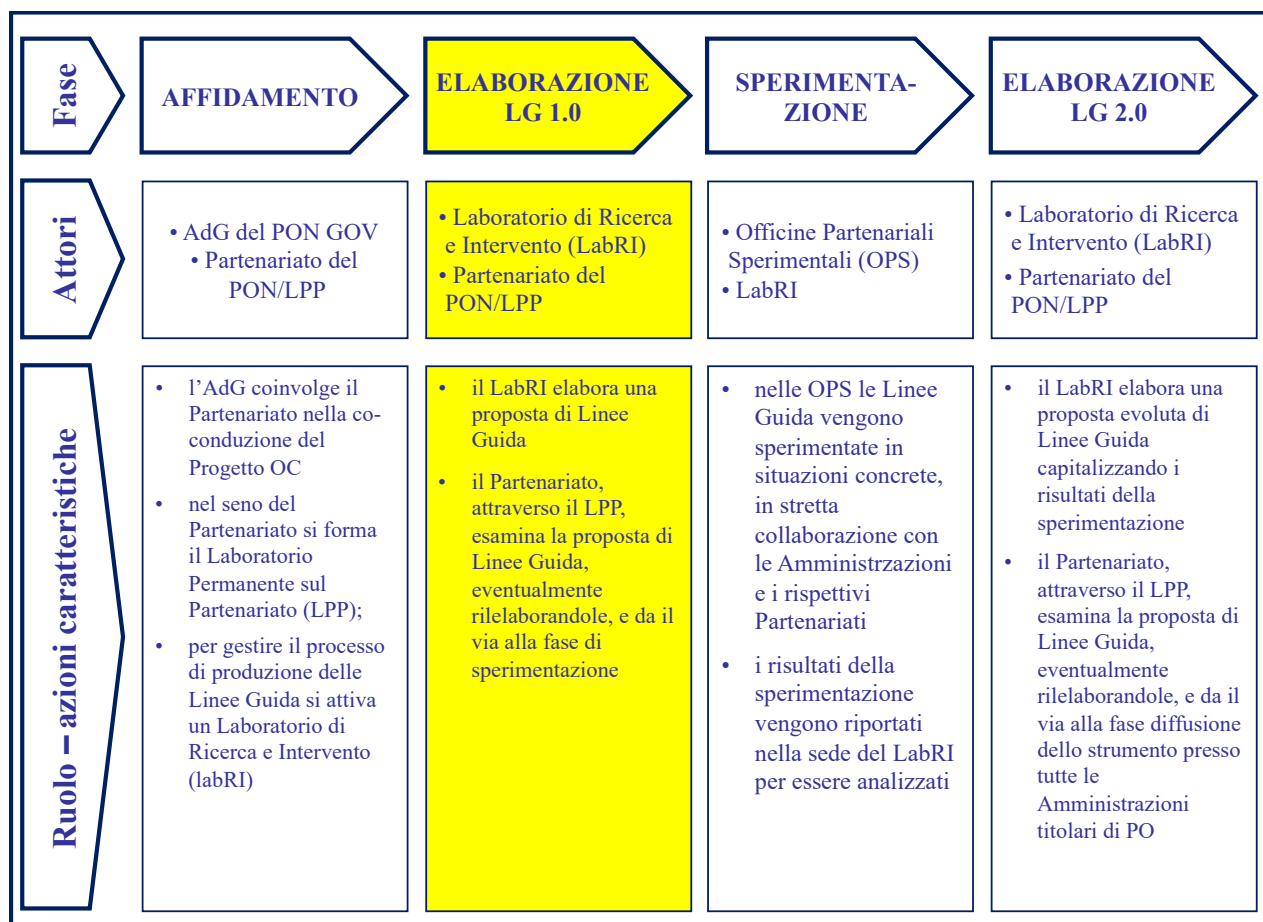 Fase
AFFIDAMENTO
ELABORAZIONE
LG 1.0
SPERIMENTA-
ZIONE
ELABORAZIONE
LG 2.0
Attori
• AdG del PON GOV
• Partenariato del
PON/LPP
• Laboratorio di Ricerca
e Intervento (LabRI)
• Partenariato del
PON/LPP
• Officine Partenariali
Sperimentali (OPS)
• LabRI
• Laboratorio di Ricerca
e Intervento (LabRI)
• Partenariato del
PON/LPP
Ruolo – azioni caratteristiche
• l’AdG coinvolge il
Partenariato nella co-
conduzione del
Progetto OC
• nel seno del
Partenariato si forma
il Laboratorio
Permanente sul
Partenariato (LPP);
• per gestire il processo
di produzione delle
Linee Guida si attiva
un Laboratorio di
Ricerca e Intervento
(labRI)
• il LabRI elabora una
proposta di Linee
Guida
• il Partenariato,
attraverso il LPP,
esamina la proposta di
Linee Guida,
eventualmente
rilelaborandole, e da il
via alla fase di
sperimentazione
• nelle OPS le Linee
Guida vengono
sperimentate in
situazioni concrete,
in stretta
collaborazione con
le Amministrzazioni
e i rispettivi
Partenariati
• i risultati della
sperimentazione
vengono riportati
nella sede del LabRI
per essere analizzati
• il LabRI elabora una
proposta evoluta di
Linee Guida
capitalizzando i
risultati della
sperimentazione
• il Partenariato,
attraverso il LPP,
esamina la proposta di
Linee Guida,
eventualmente
rilelaborandole, e da il
via alla fase diffusione
dello strumento presso
tutte le
Amministrazioni
titolari di PO